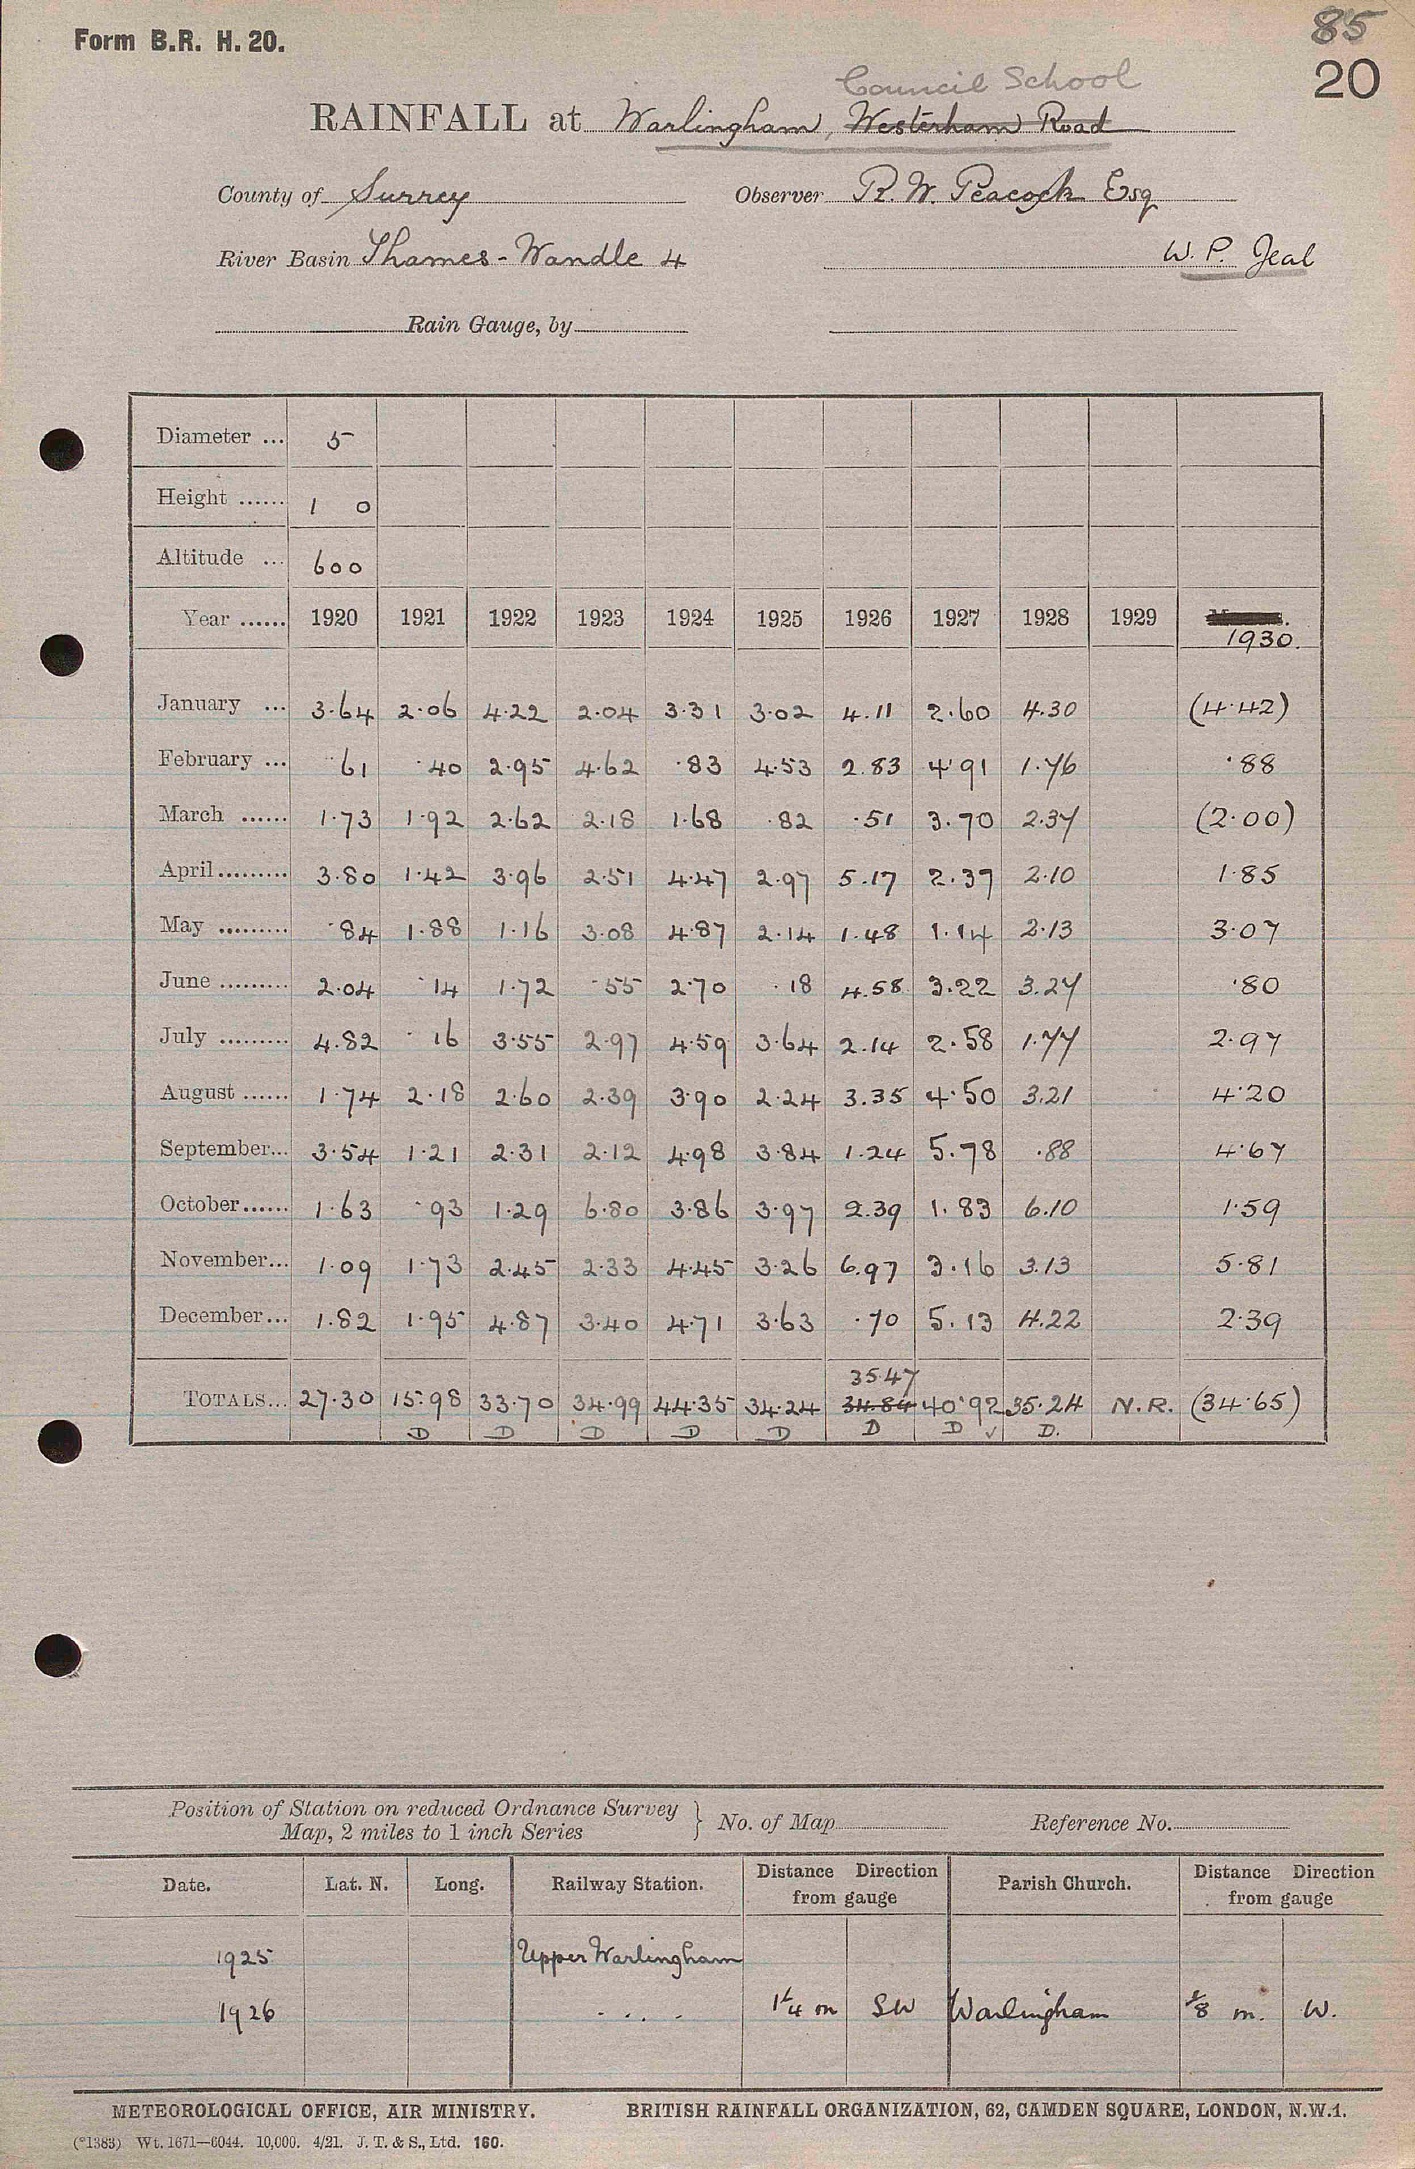 85
Form B.R. H. 20.
20
Council School
RAINFALL at Warlingham, Westerham Road
County of Surrey Observer R. W. Peacock Esq
River Basin Thames - Wandle 4 W. P. Jeal
Rain Gauge, by
Diameter ... 5
Height ...... 1 0
Altitude ... 600
Year ...... 1920 1921 1922 1923 1924 1925 1926 1927 1928 1929 1930.
January ... 3.64 2.06 4.22 2.04 3.31 3.02 4.11 2.60 4.30 (4.42)
February ... .61 .40 2.95 4.62 .83 4.53 2.83 4.91 1.76 .88
March ...... 1.73 1.92 2.62 2.18 1.68 .82 .51 3.70 2.37 (2.00)
April ......... 3.80 1.42 3.96 2.51 4.47 2.97 5.17 2.37 2.10 1.85
May ......... .84 1.88 1.16 3.08 4.87 2.14 1.48 1.14 2.13 3.07
June ......... 2.04 .14 1.72 .55 2.70 .18 4.58 3.22 3.27 .80
July ......... 4.82 .16 3.55 2.97 4.59 3.64 2.14 2.58 1.77 2.97
August ...... 1.74 2.18 2.60 2.39 3.90 2.24 3.35 4.50 3.21 4.20
September... 3.54 1.21 2.31 2.12 4.98 3.84 1.24 5.78 .88 4.67
October ...... 1.63 .93 1.29 6.80 3.86 3.97 2.39 1.83 6.10 1.59
November... 1.09 1.73 2.45 2.33 4.45 3.26 6.97 3.16 3.13 5.81
December... 1.82 1.95 4.87 3.40 4.71 3.63 .70 5.13 4.22 2.39
35.47
TOTALS... 27.30 15.98 33.70 34.99 44.35 34.24 34.84 40.92 35.24 N.R. (34.65)
D D D D D D D ✓ D.
Position of Station on reduced Ordnance Survey
Map, 2 miles to 1 inch Series } No. of Map Reference No.
Date. Lat. N. Long. Railway Station. Distance Direction from gauge Parish Church. Distance Direction from gauge
1925 Upper Warlingham
1926 " " " 1 1/4 m SW Warlingham 1/8 m. W.
METEOROLOGICAL OFFICE, AIR MINISTRY. BRITISH RAINFALL ORGANIZATION, 62, CAMDEN SQUARE, LONDON, N.W.1.
(*1383) Wt. 1671—6044. 10,000. 4/21. J. T. & S., Ltd. 160.